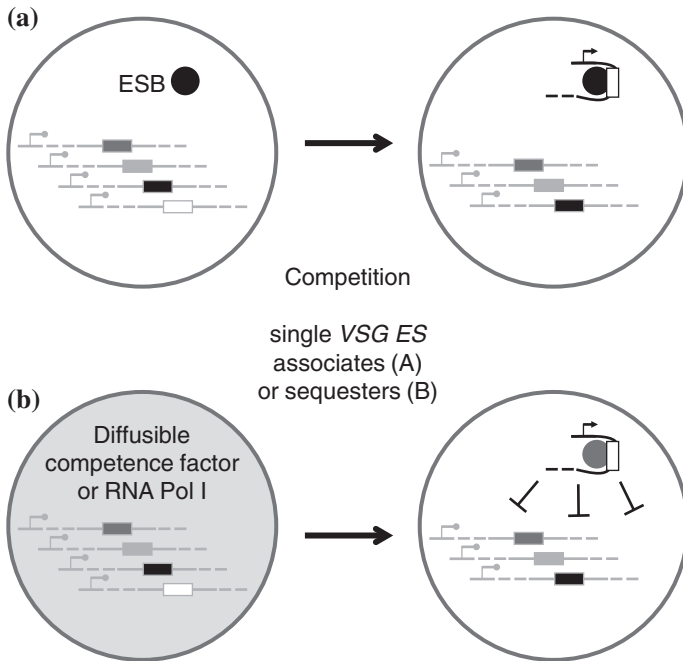 (a)
ESB
Competition
single VSG ES
associates (A)
or sequesters (B)
(b)
Diffusible
competence factor
or RNA Pol I